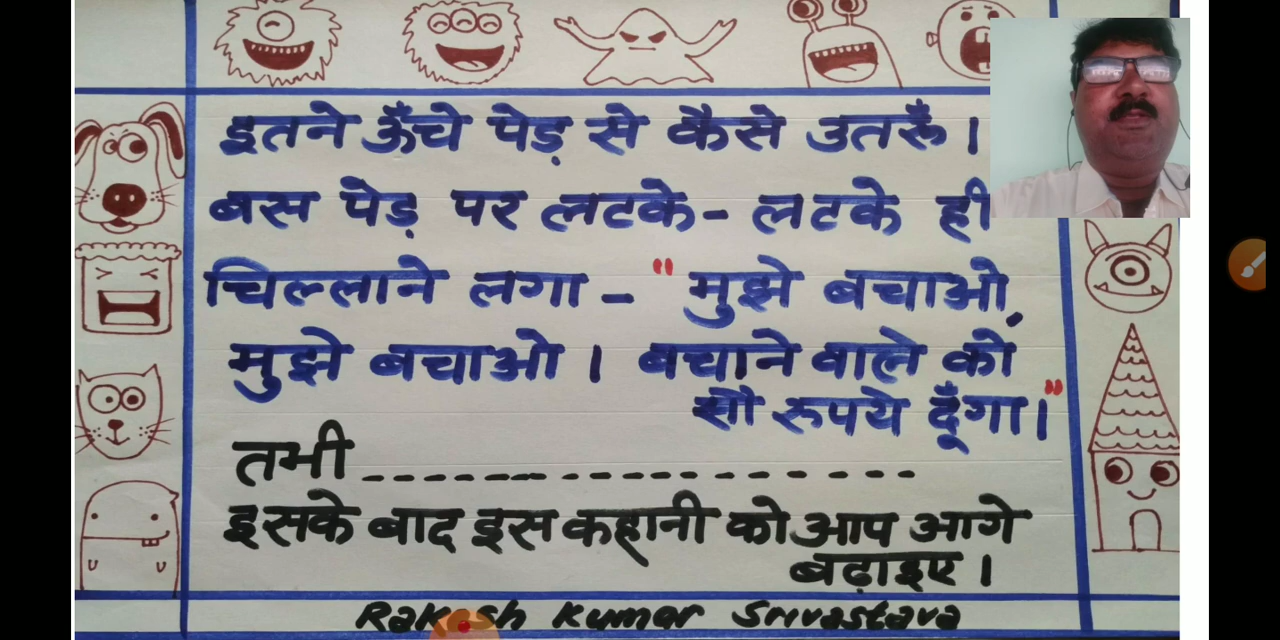 इतने ऊँचे पेड़ से कैसे उतरूँ।
बस पेड़ पर लटके- लटके ही
चिल्लाने लगा - "मुझे बचाओ,
मुझे बचाओ। बचाने वाले को
सौ रुपये दूँगा।"
तभी ------------------
इसके बाद इस कहानी को आप आगे
बढ़ाइए।
Rakesh Kumar Srivastava